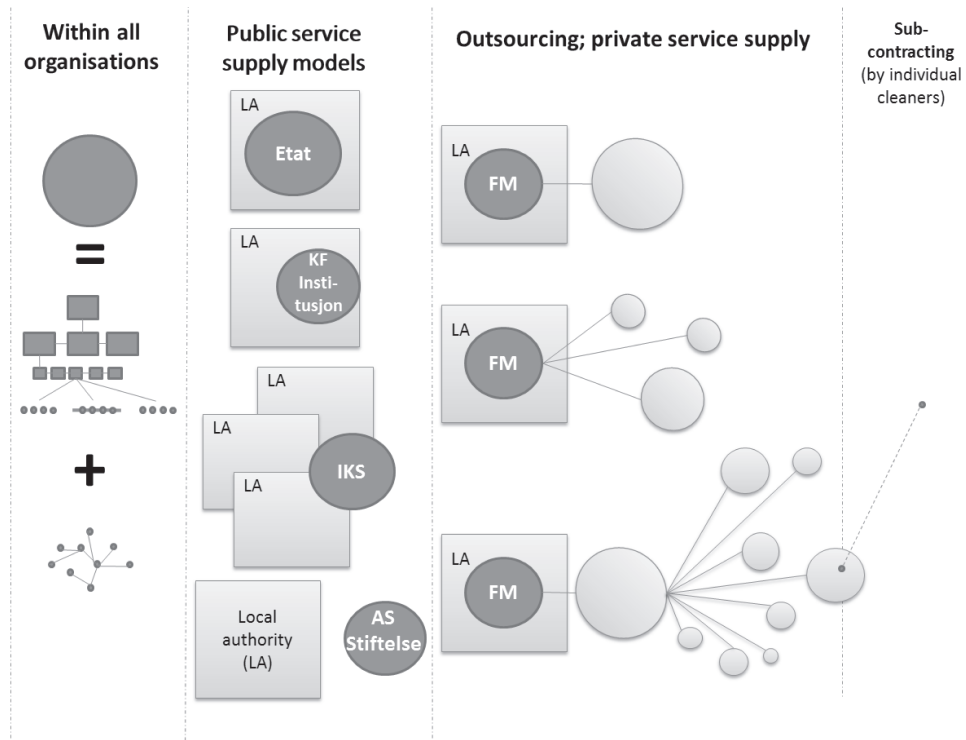 Within all
organisations
=
+
Public service
supply models
LA
Etat
LA
KF
Insti-
tusjon
LA
LA
LA
IKS
Local
authority
(LA)
AS
Stiftelse
Outsourcing; private service supply
LA
FM
LA
FM
LA
FM
Sub-
contracting
(by individual
cleaners)